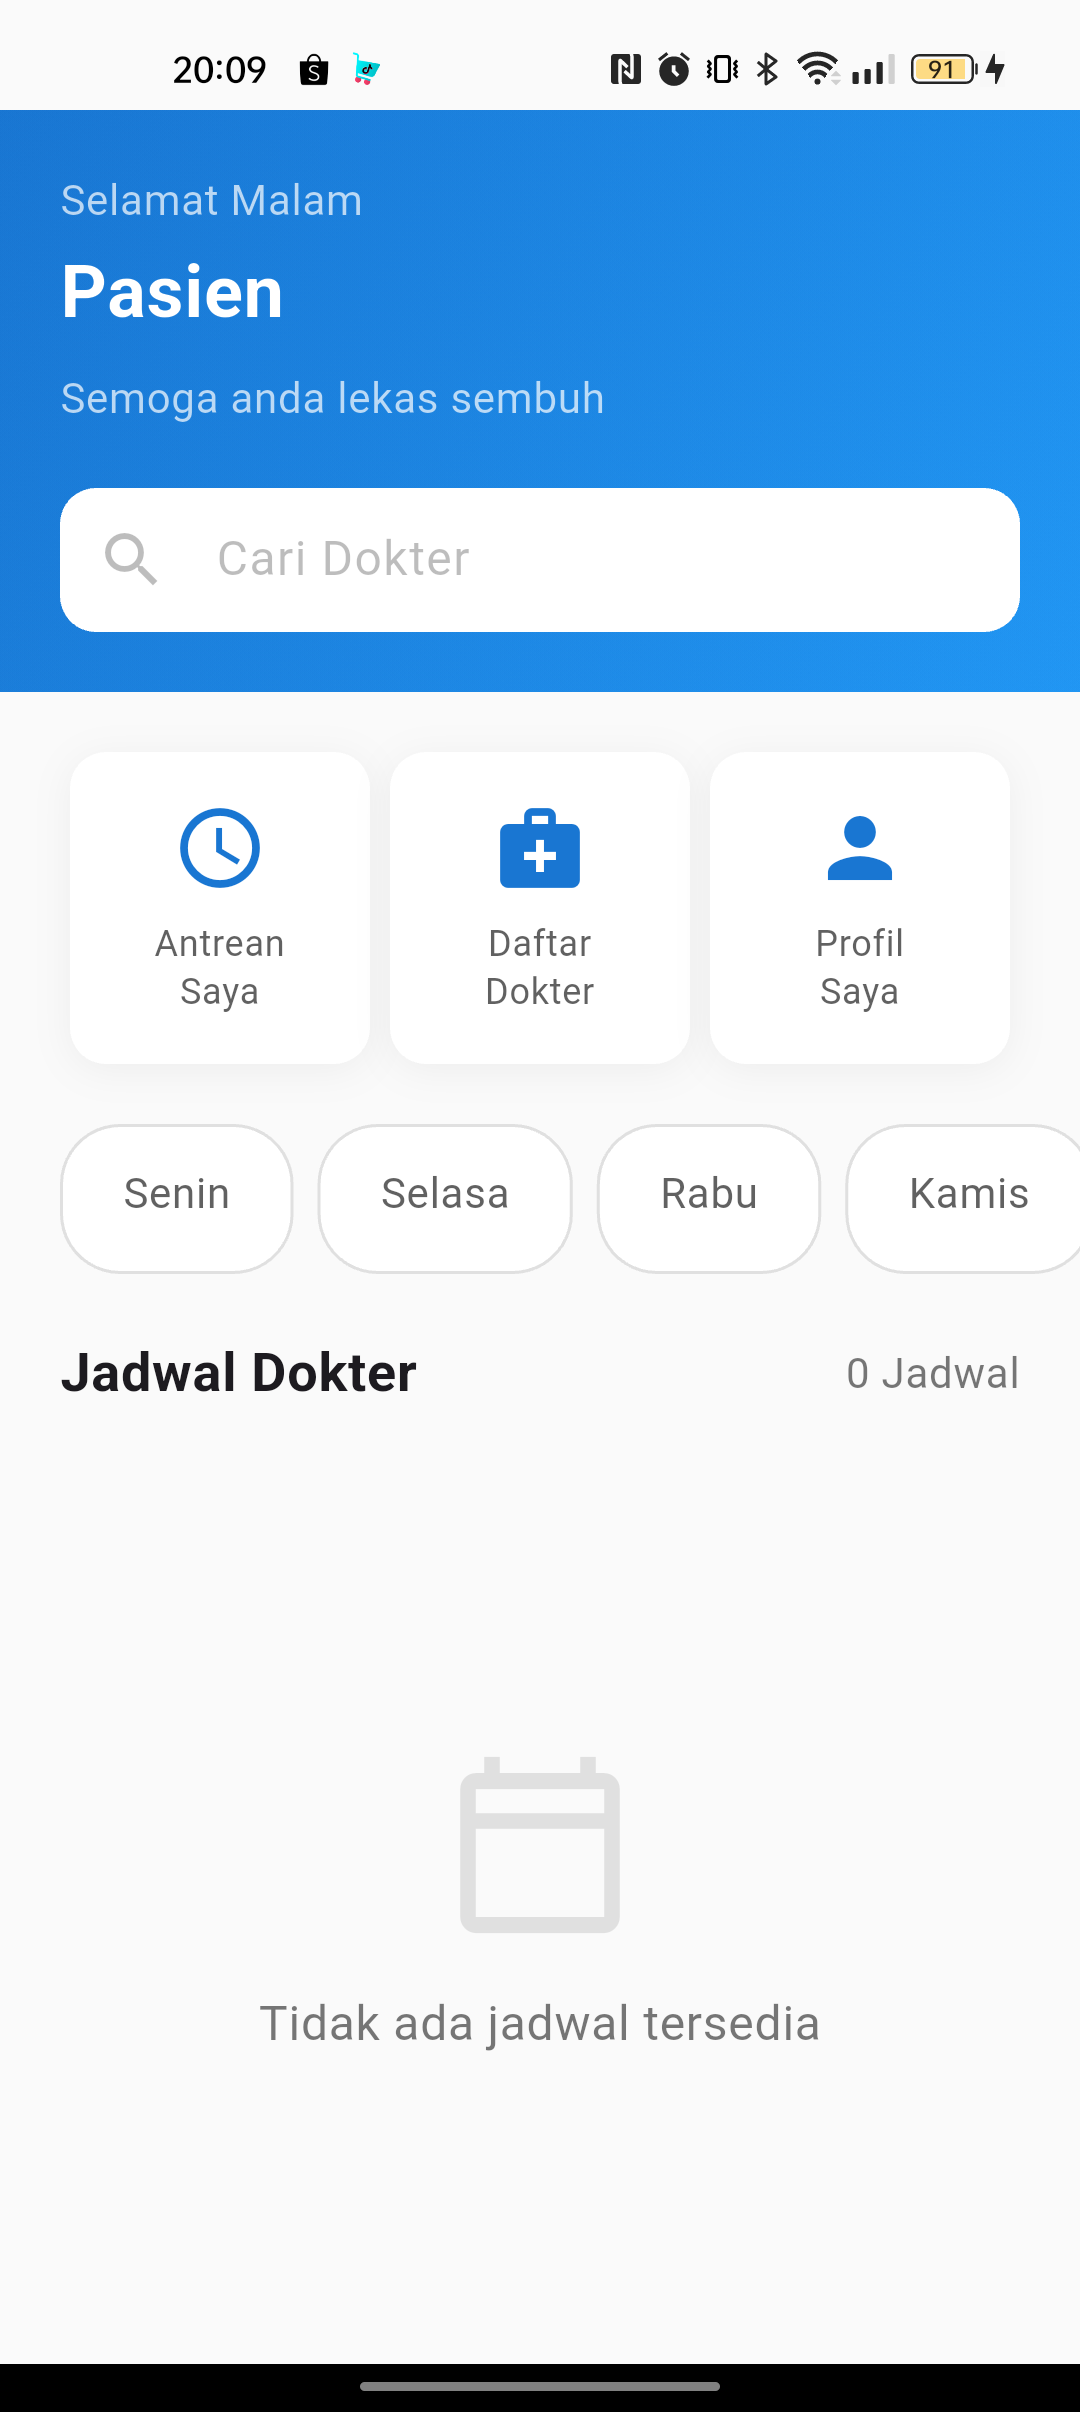 20:09
91
Selamat Malam
Pasien
Semoga anda lekas sembuh
Cari Dokter
Antrean
Saya
Daftar
Dokter
Profil
Saya
Senin
Selasa
Rabu
Kamis
Jadwal Dokter
0 Jadwal
Tidak ada jadwal tersedia